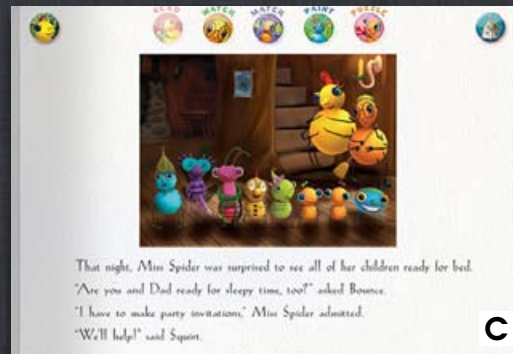 READ WATCH MATCH PAINT PUZZLE
That night, Miss Spider was surprised to see all of her children ready for bed.
"Are you and Dad ready for sleepy time, too?" asked Bounce.
"I have to make party invitations," Miss Spider admitted.
"We'll help!" said Squirt.
C